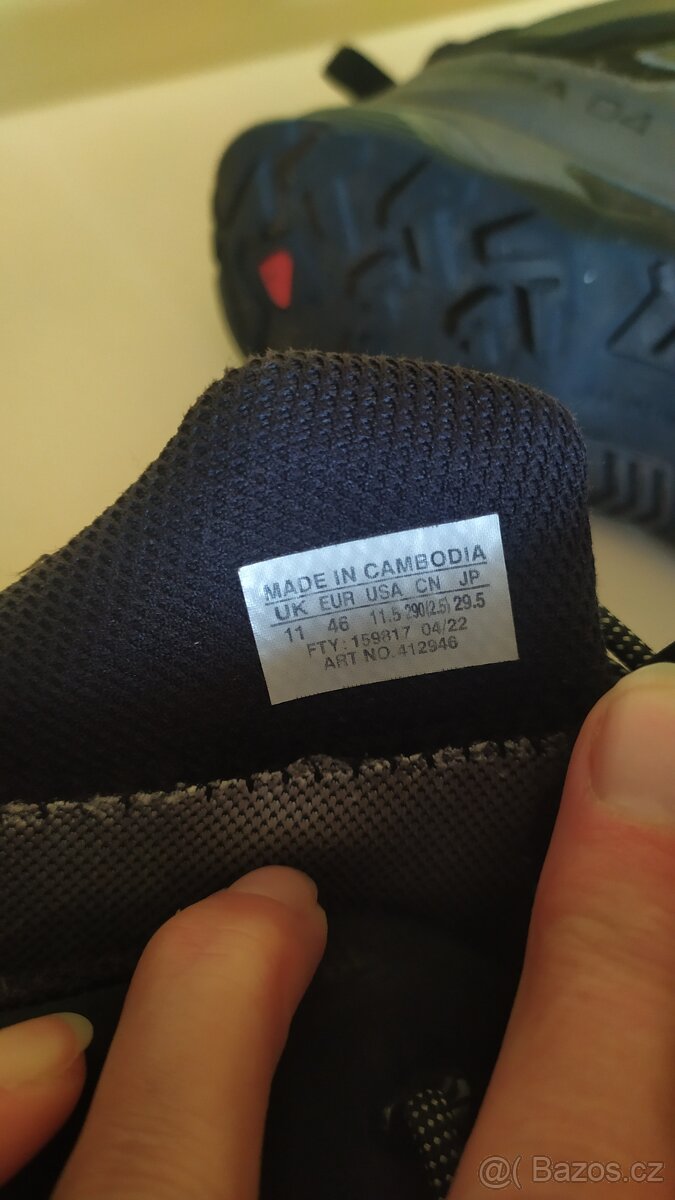 A D4
MADE IN CAMBODIA
UK EUR USA CN JP
11 46 11.5 290(2.5) 29.5
FTY: 159817 04/22
ART NO.412946
@( Bazos.cz